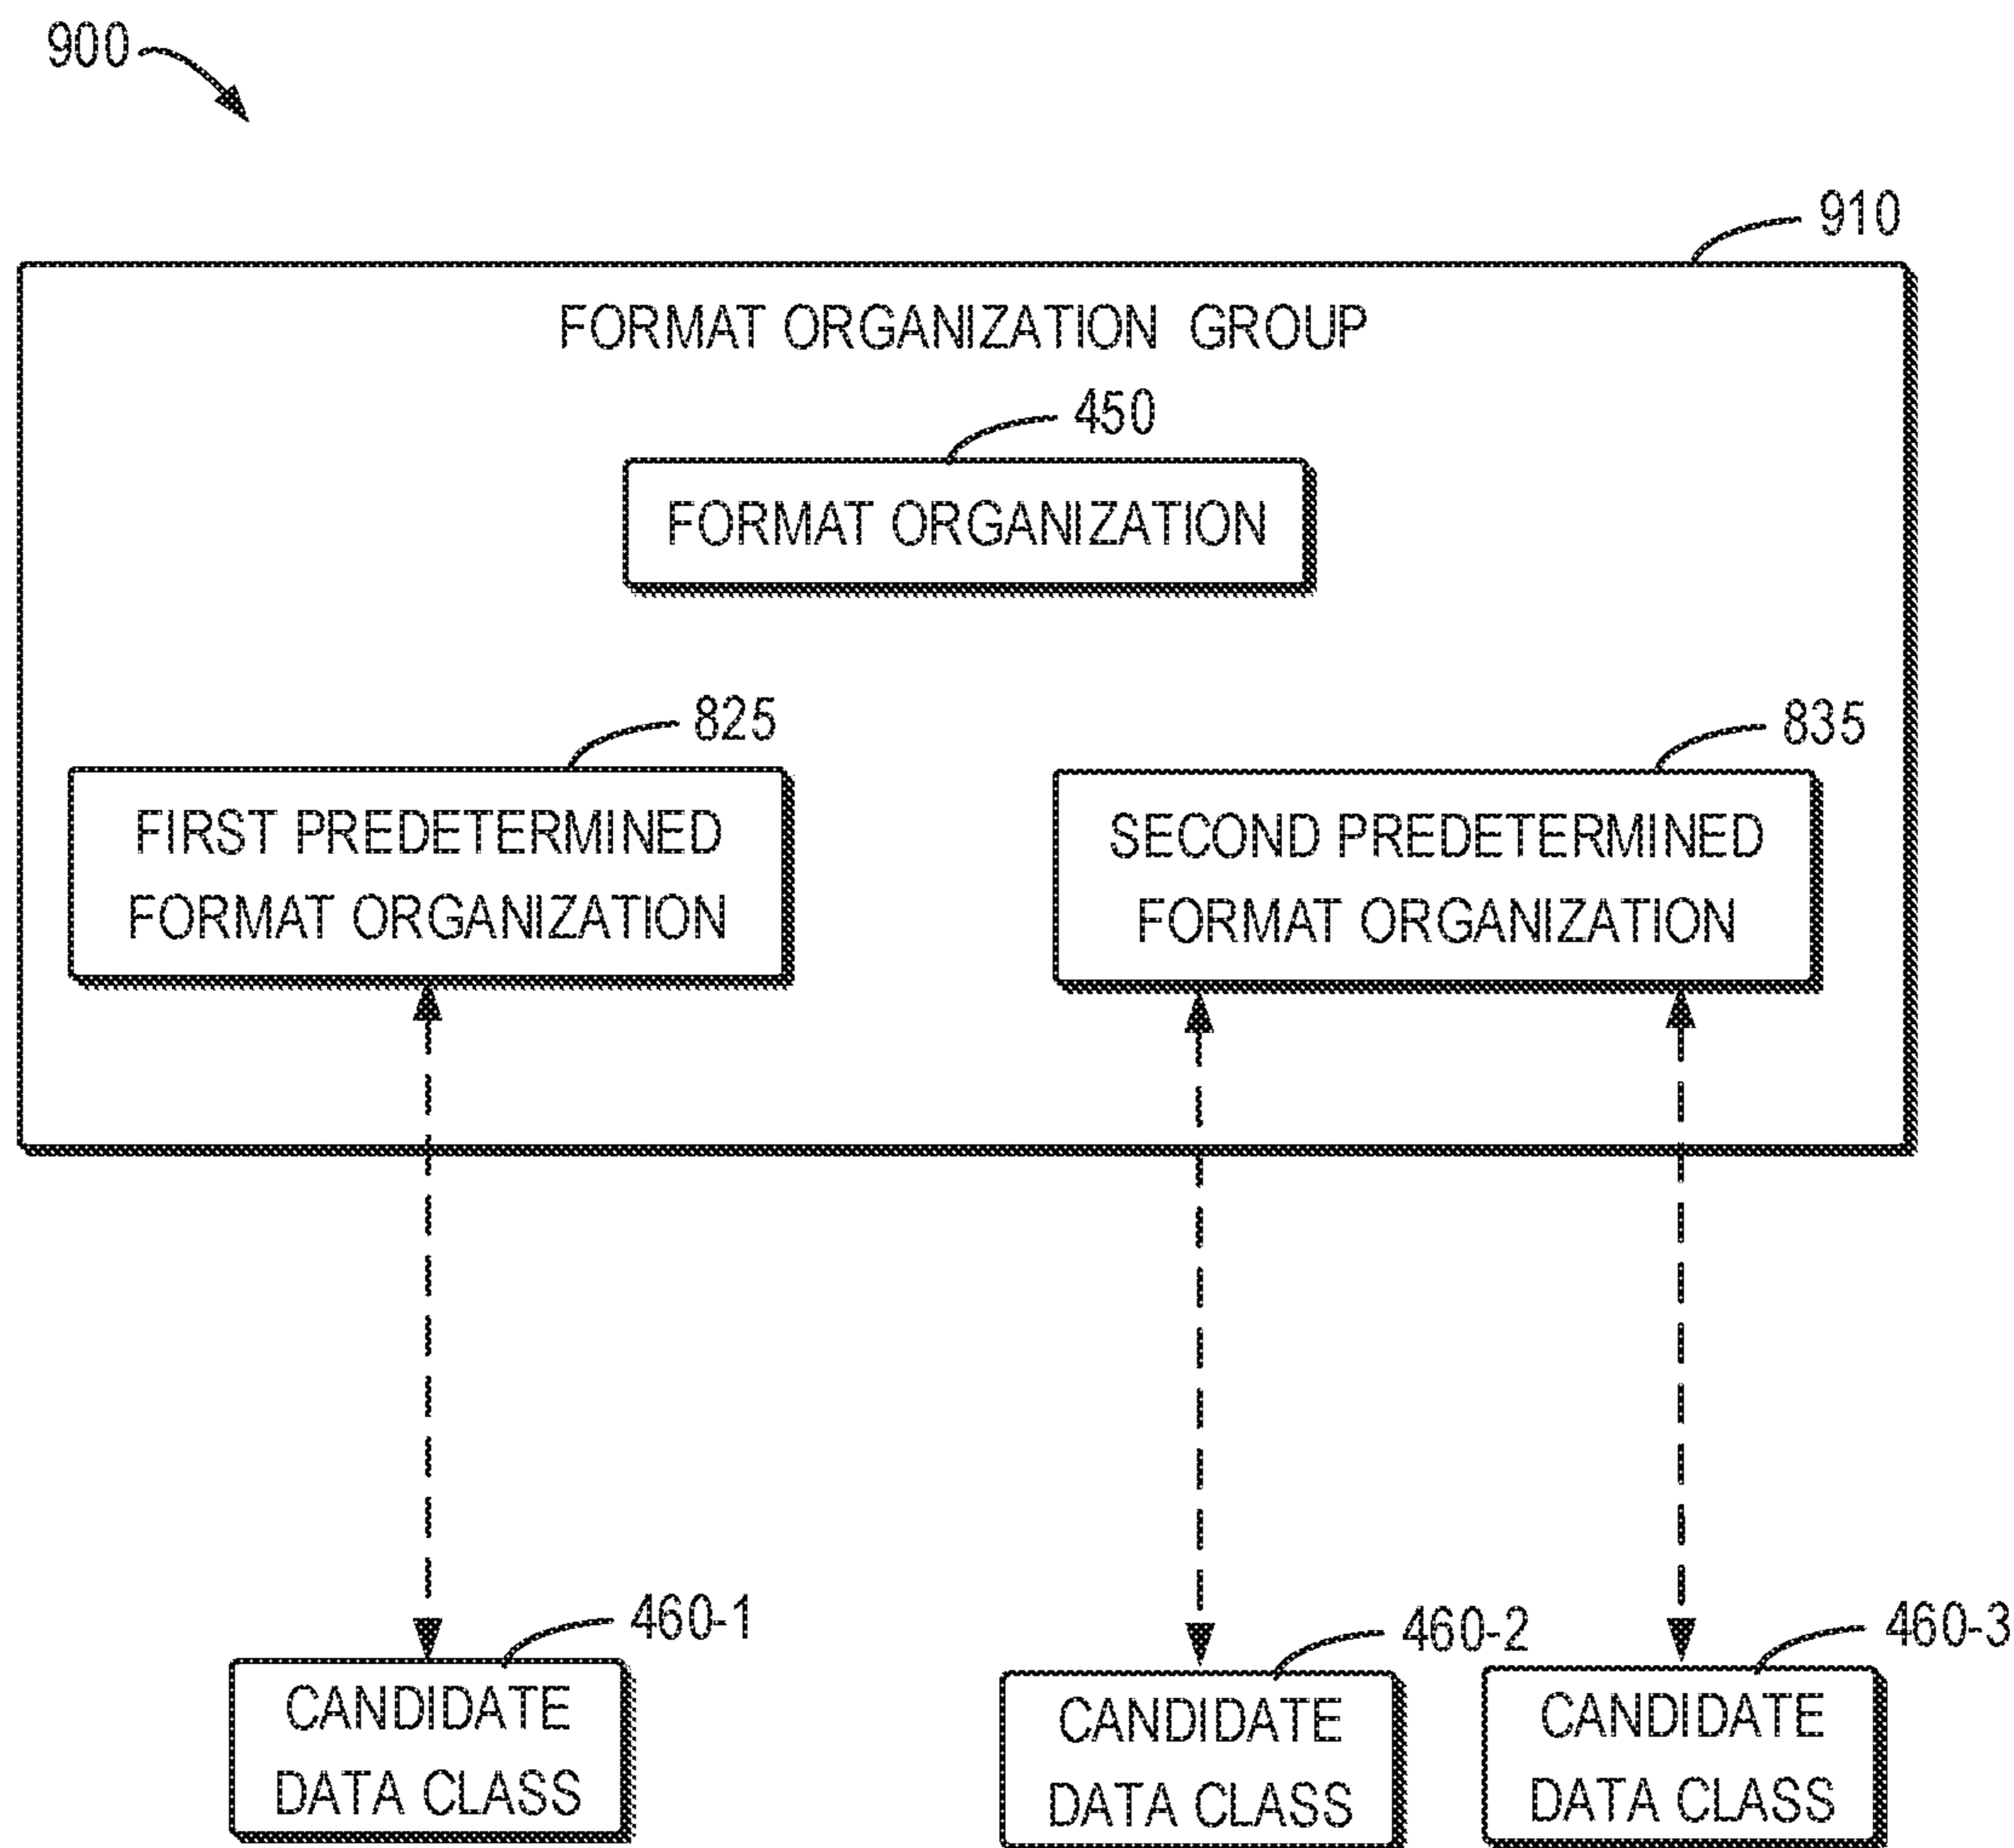 900
910
FORMAT ORGANIZATION GROUP
450
FORMAT ORGANIZATION
825
835
FIRST PREDETERMINED
FORMAT ORGANIZATION
SECOND PREDETERMINED
FORMAT ORGANIZATION
460-1
460-2
460-3
CANDIDATE
DATA CLASS
CANDIDATE
DATA CLASS
CANDIDATE
DATA CLASS